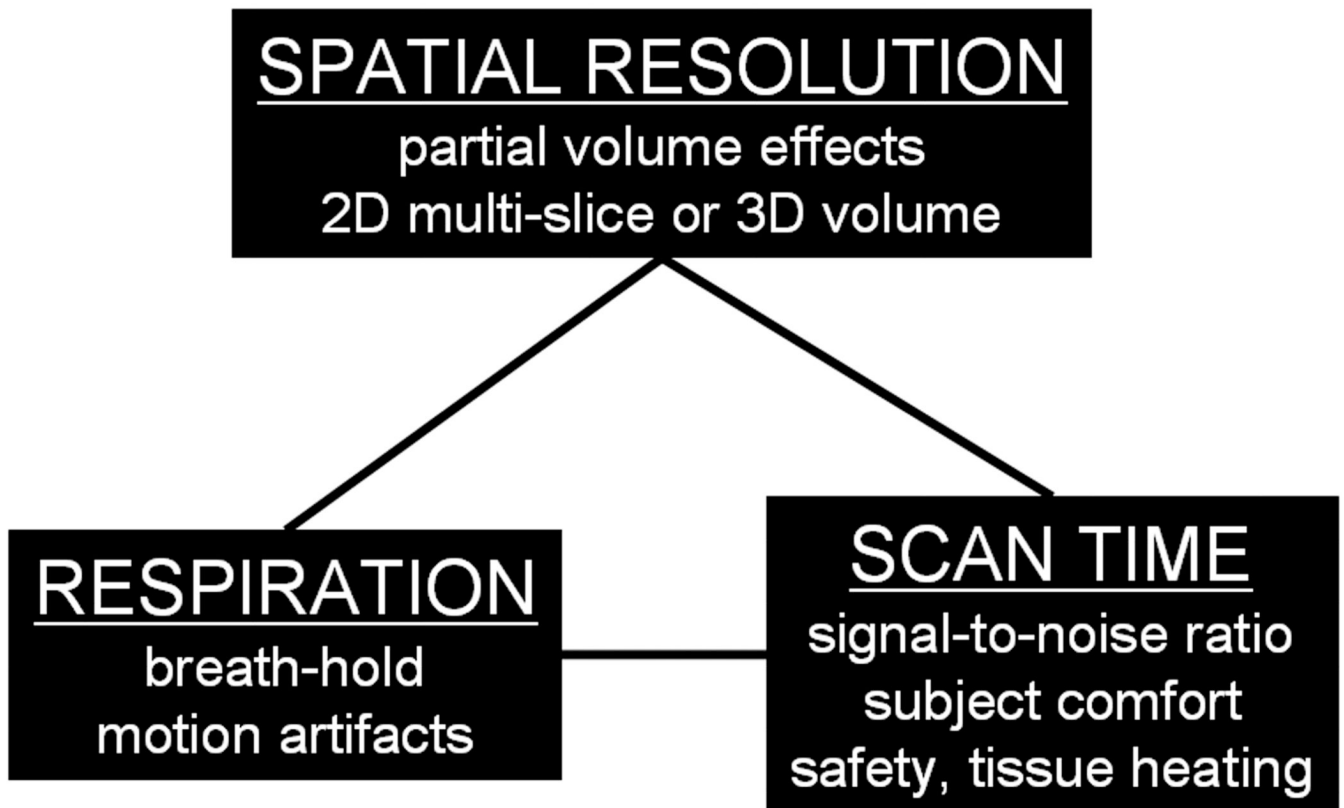 SPATIAL RESOLUTION
partial volume effects
2D multi-slice or 3D volume
RESPIRATION
breath-hold
motion artifacts
SCAN TIME
signal-to-noise ratio
subject comfort
safety, tissue heating